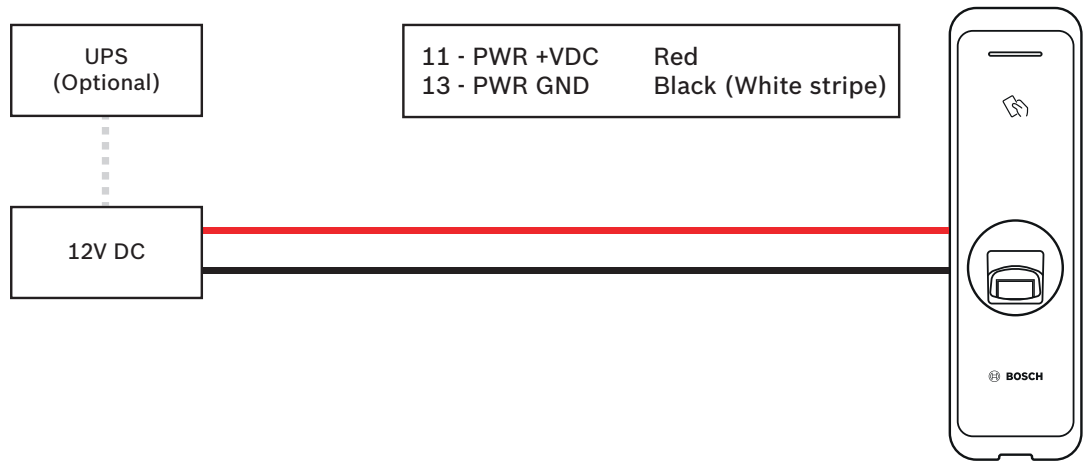 UPS
(Optional)
11 - PWR +VDC Red
13 - PWR GND Black (White stripe)
12V DC
BOSCH